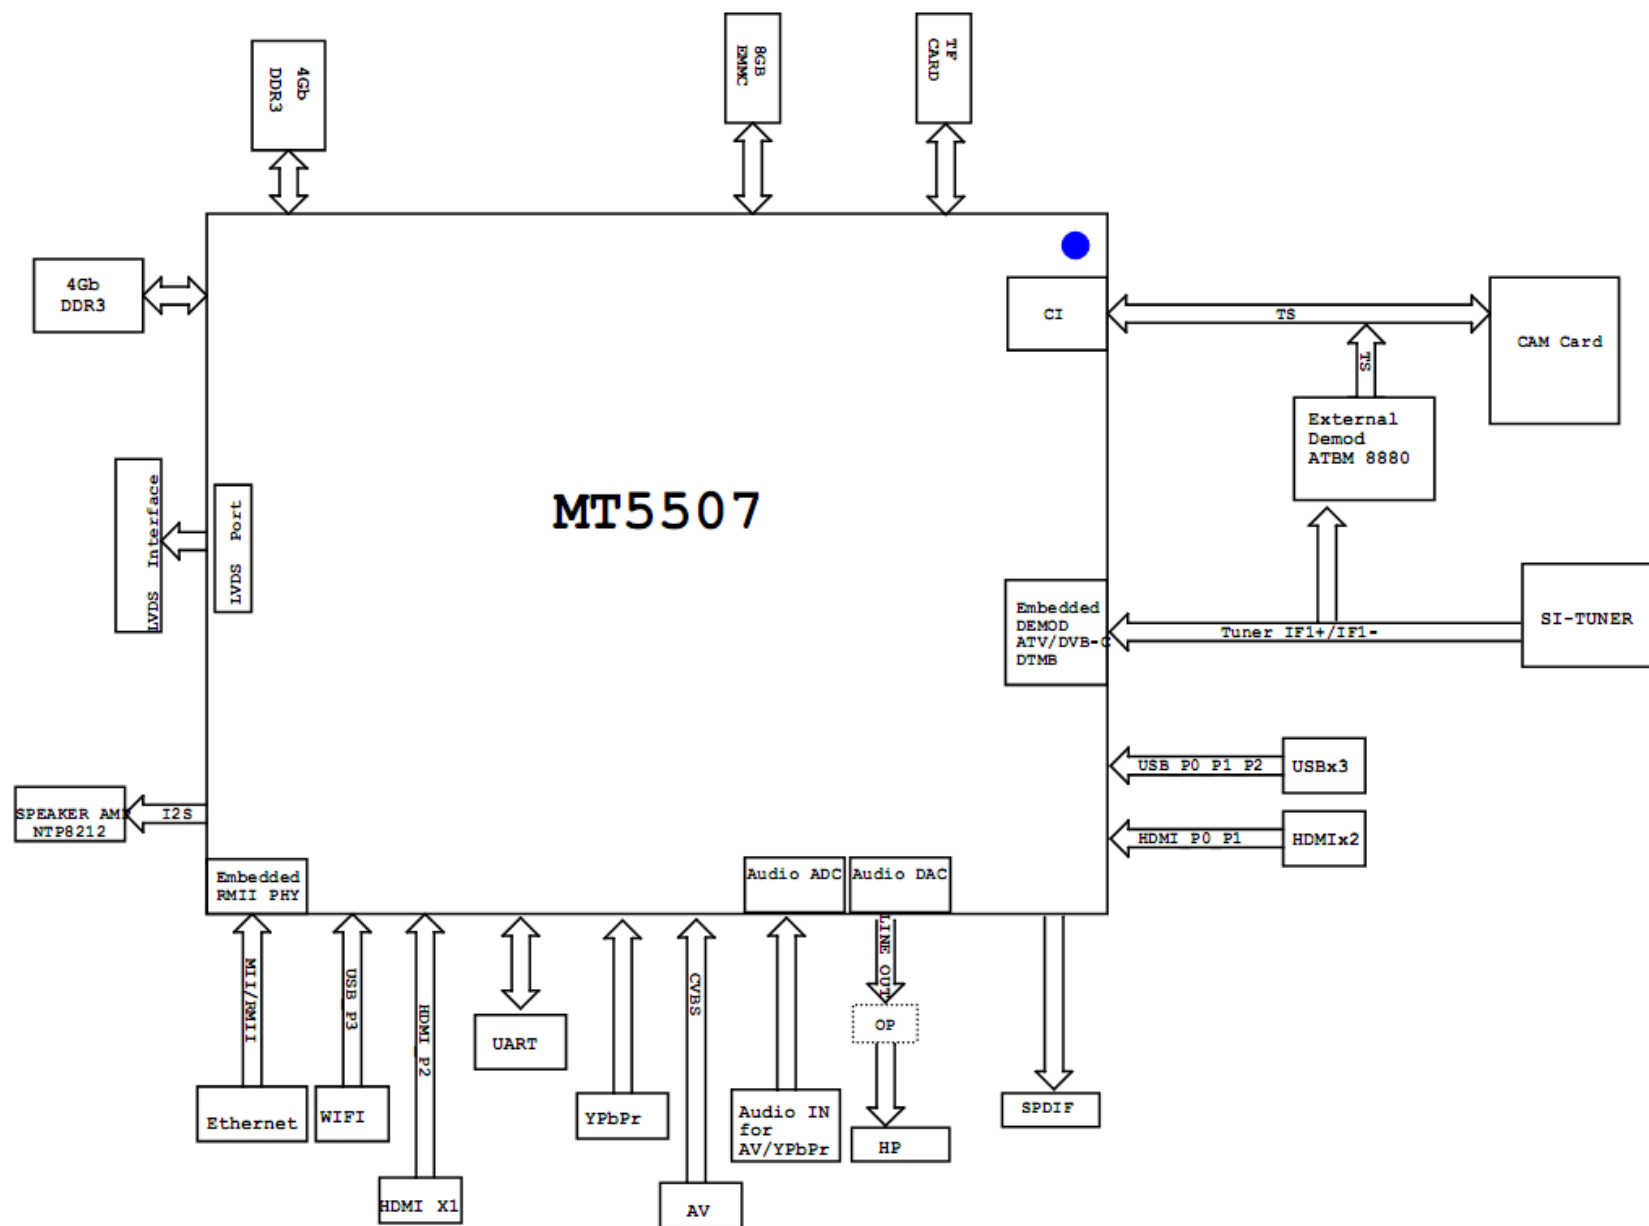 4Gb
DDR3
8GB
EMMC
TF
CARD
4Gb
DDR3
CI
TS
CAM Card
TS
External
Demod
ATBM 8880
LVDS Interface
LVDS Port
MT5507
Embedded
DEMOD
ATV/DVB-C
DTMB
Tuner IF1+/IF1-
SI-TUNER
USB P0 P1 P2
USBx3
HDMI P0 P1
HDMIx2
SPEAKER AMP
NTP8212
I2S
Embedded
RMII PHY
Audio ADC
Audio DAC
MII/RMII
USB P3
HDMI P2
CVBS
LINE OUT
OP
UART
Ethernet
WIFI
HDMI X1
YPbPr
AV
Audio IN
for
AV/YPbPr
HP
SPDIF